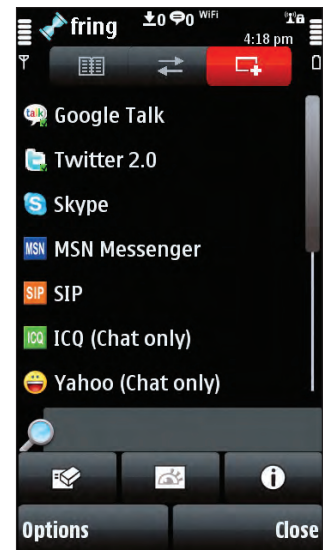 fring 0 0 WiFi
4:18 pm
Google Talk
talk
Twitter 2.0
Skype
MSN Messenger
MSN
SIP
SIP
ICQ (Chat only)
ICQ
Yahoo (Chat only)
Options Close